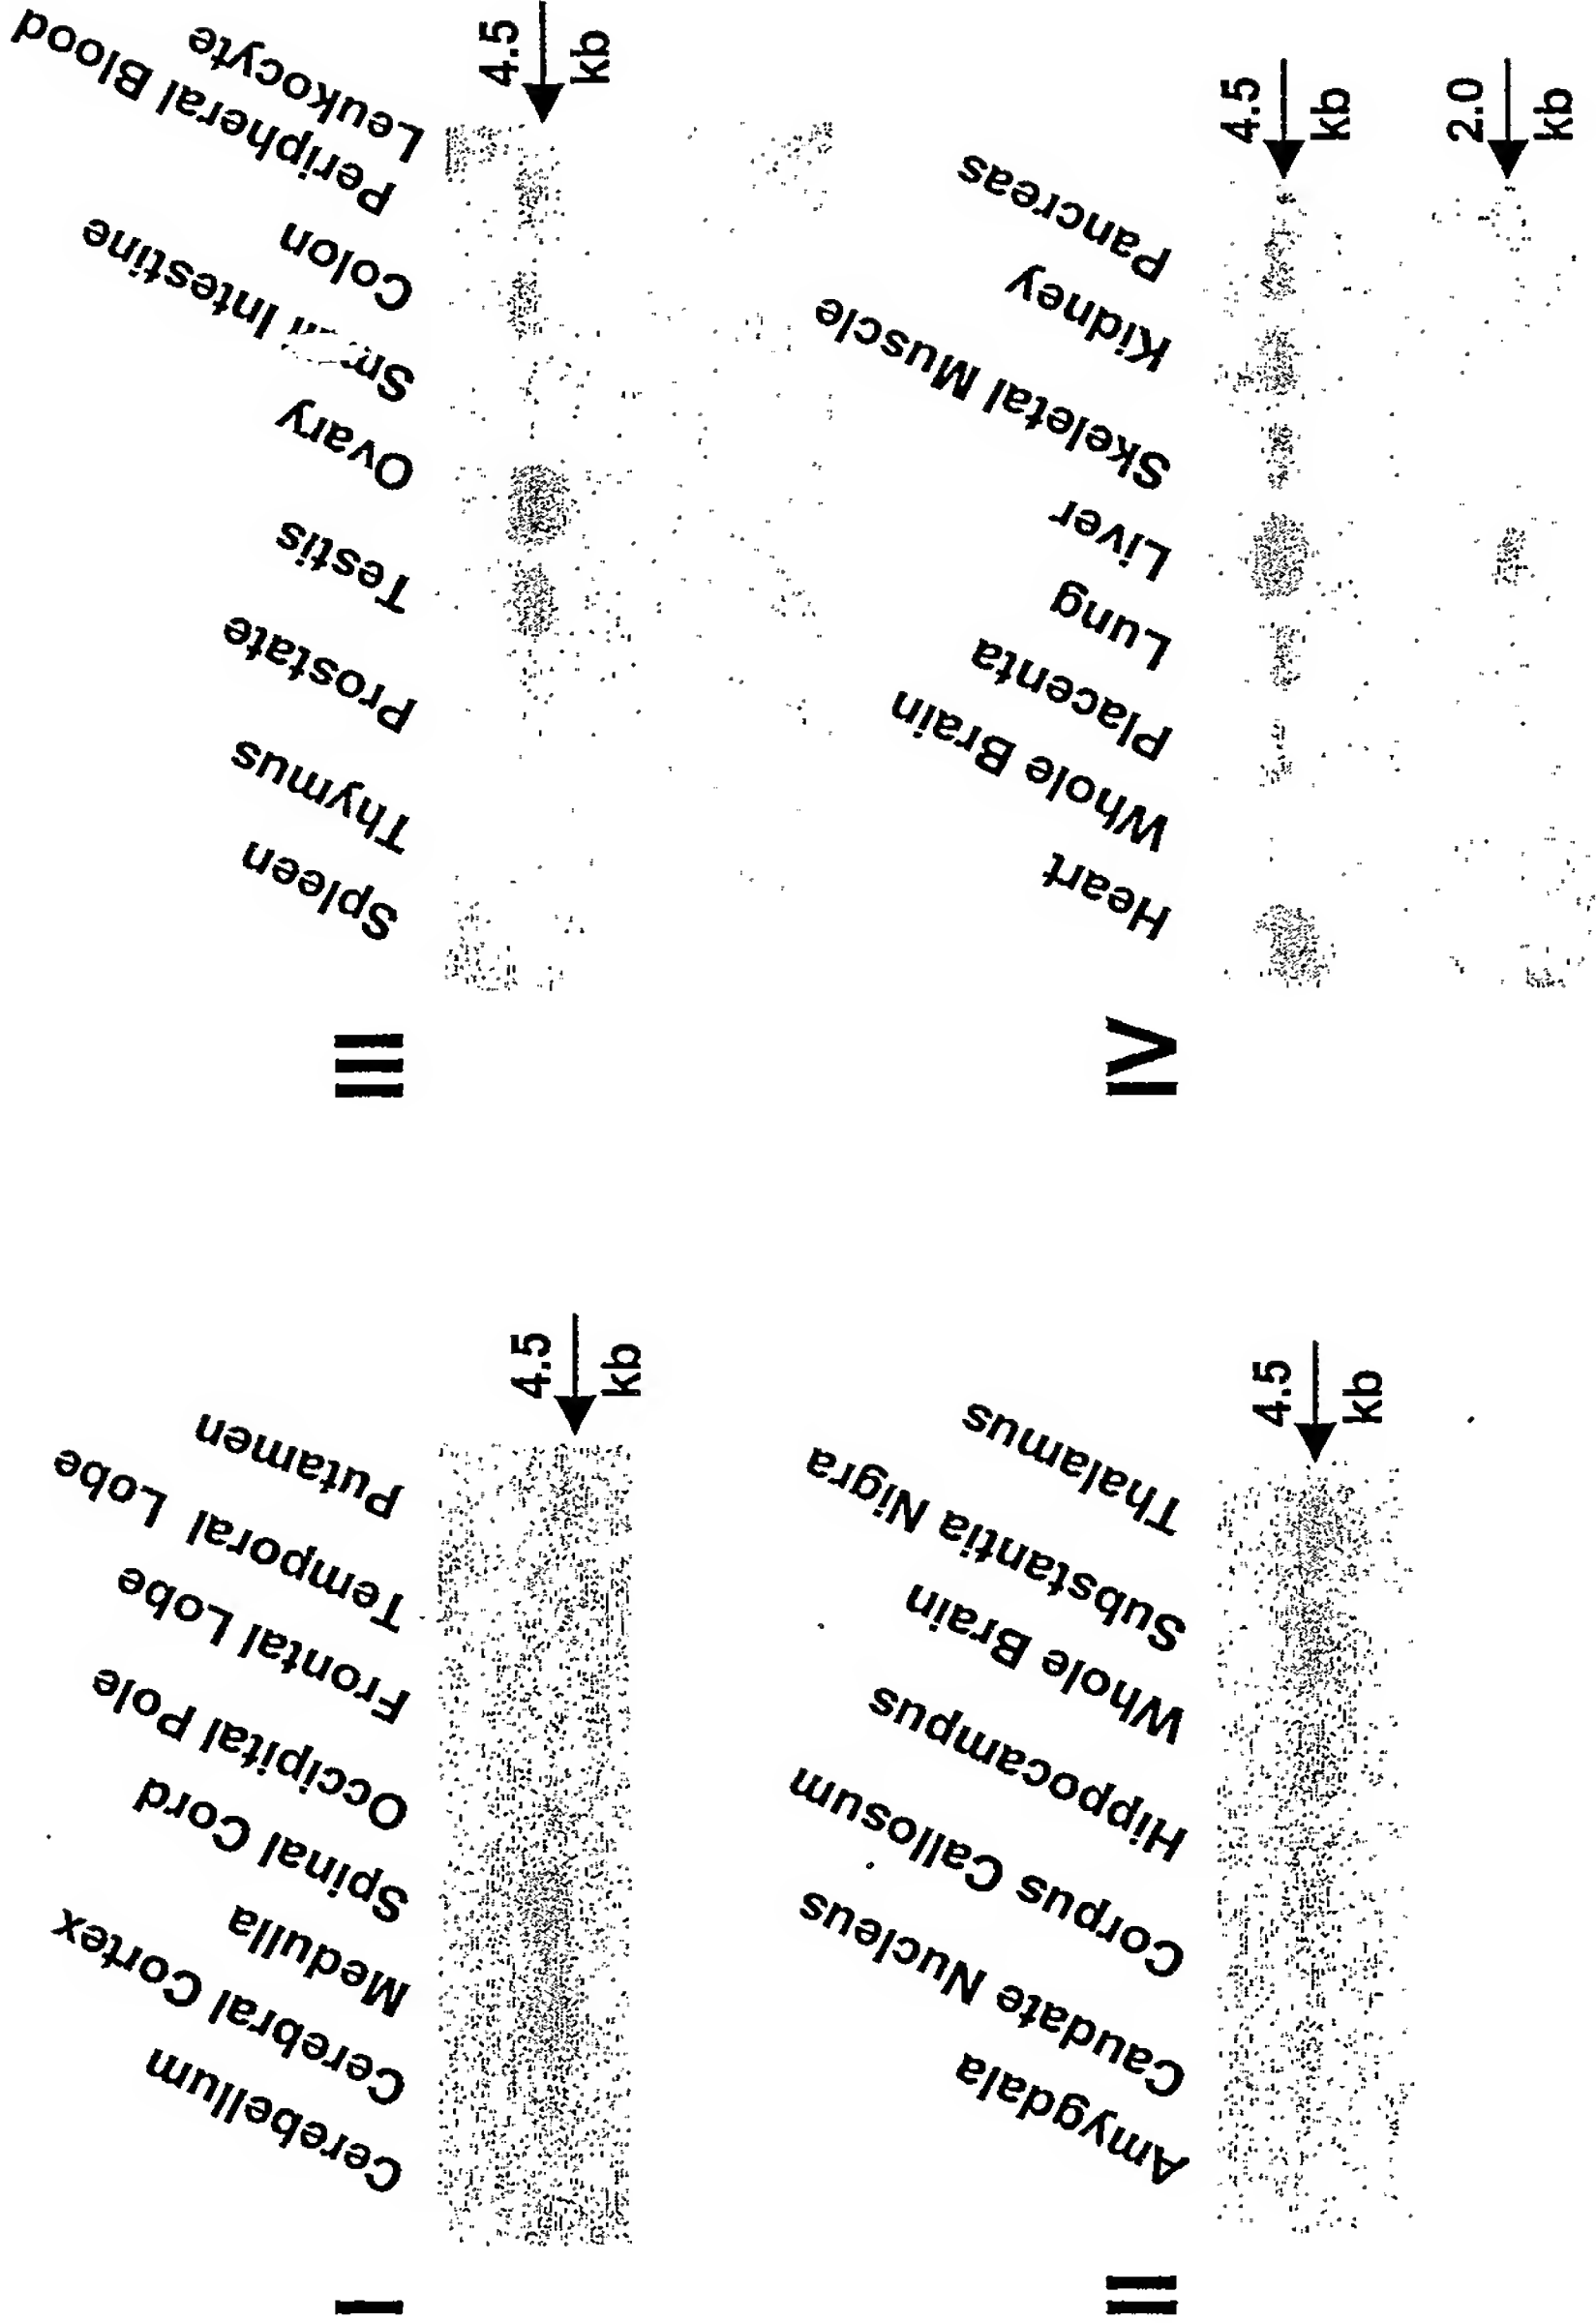 I
Cerebellum
Cerebral Cortex
Medulla
Spinal Cord
Occipital Pole
Frontal Lobe
Temporal Lobe
Putamen
4.5
kb
II
Amygdala
Caudate Nucleus
Corpus Callosum
Hippocampus
Whole Brain
Substantia Nigra
Thalamus
4.5
kb
III
Spleen
Thymus
Prostate
Testis
Ovary
Small Intestine
Colon
Peripheral Blood
Leukocyte
4.5
kb
IV
Heart
Whole Brain
Placenta
Lung
Liver
Skeletal Muscle
Kidney
Pancreas
4.5
kb
2.0
kb